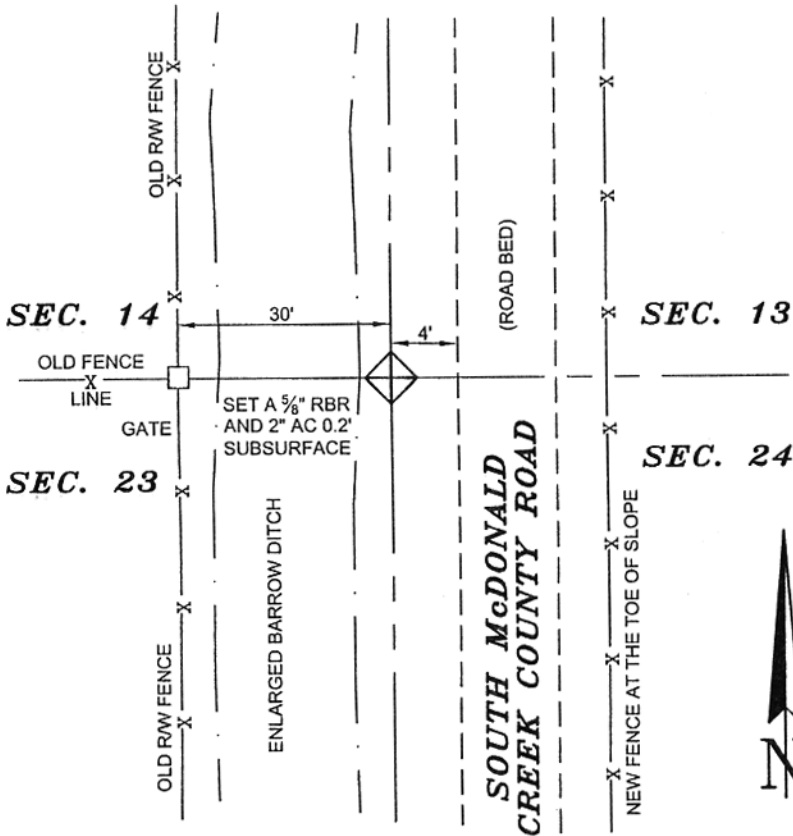 OLD R/W FENCE
(ROAD BED)
SEC. 14
30'
SEC. 13
4'
OLD FENCE
LINE
GATE
SET A 5/8" RBR
AND 2" AC 0.2'
SUBSURFACE
SEC. 23
SEC. 24
ENLARGED BARROW DITCH
SOUTH McDONALD
CREEK COUNTY ROAD
NEW FENCE AT THE TOE OF SLOPE
OLD R/W FENCE
N
X
X
X
X
X
X
X
X
X
X
X
X
X
X